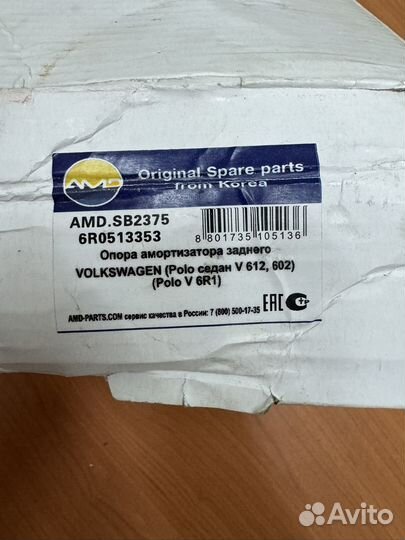 AMD
Original Spare parts
from Korea
AMD.SB2375
6R0513353
8 801735 105136
Опора амортизатора заднего
VOLKSWAGEN (Polo седан V 612, 602)
(Polo V 6R1)
EAC
AMD-PARTS.COM сервис качества в России: 7 (800) 500-17-35
Avito